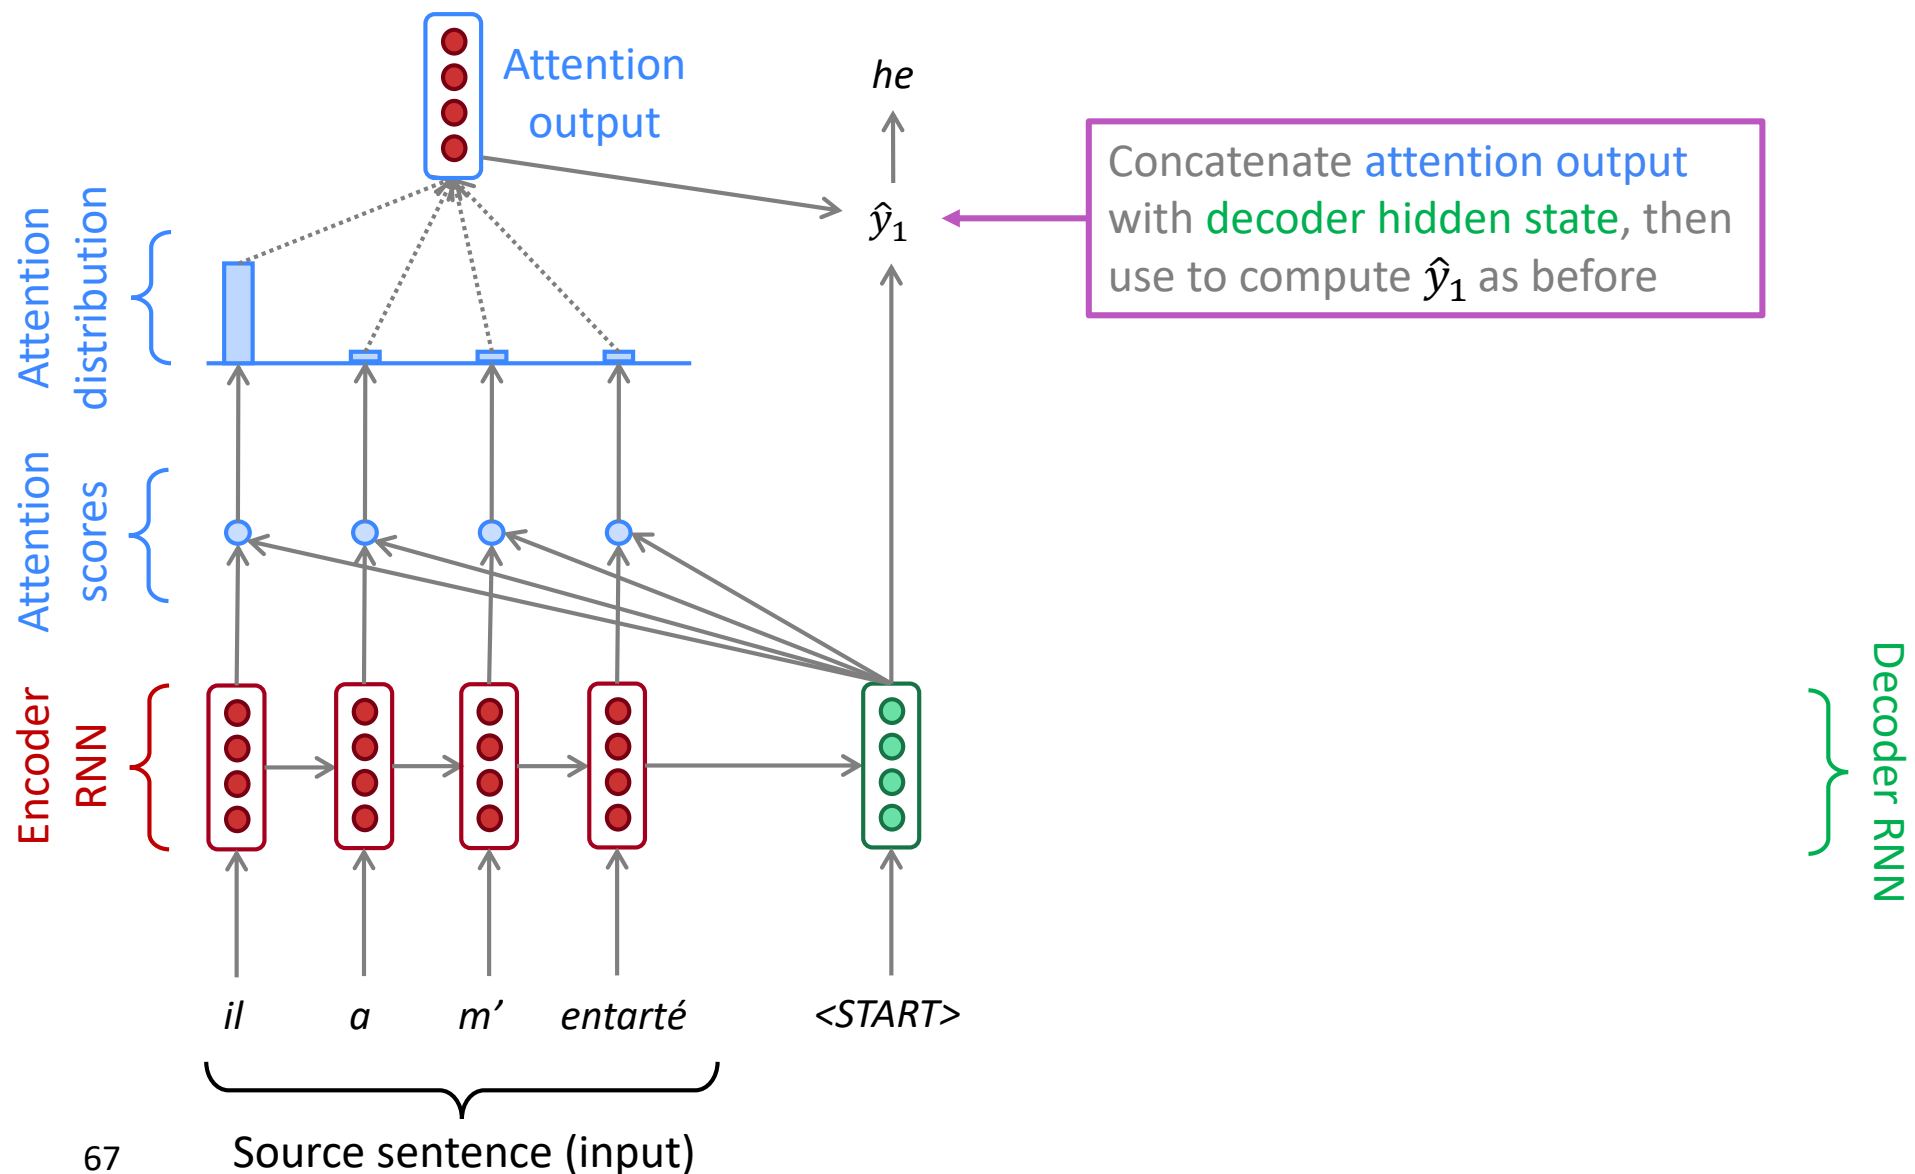 Attention
output
he
Concatenate attention output
with decoder hidden state, then
use to compute ŷ₁ as before
ŷ₁
Attention
distribution
Attention
scores
Encoder
RNN
Decoder RNN
il a m’ entarté <START>
Source sentence (input)
67